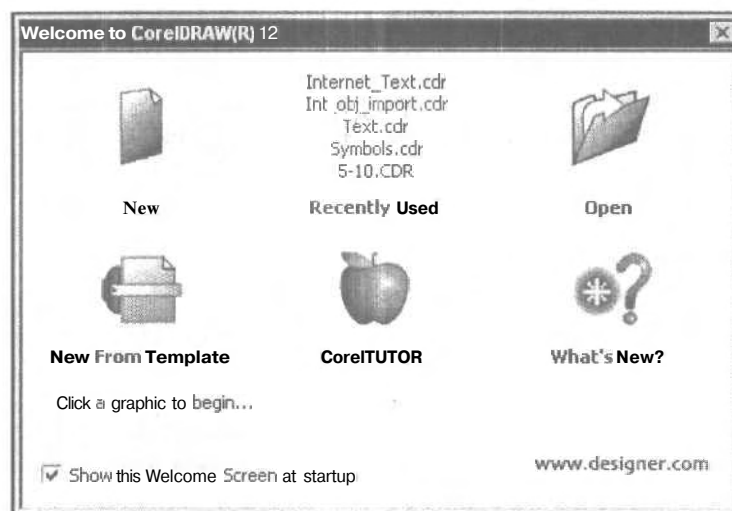 Welcome to CorelDRAW(R) 12
Internet_Text.cdr
Int_obj_import.cdr
Text.cdr
Symbols.cdr
5-10.CDR
New
Recently Used
Open
New From Template
CorelTUTOR
What's New?
Click a graphic to begin...
Show this Welcome Screen at startup
www.designer.com